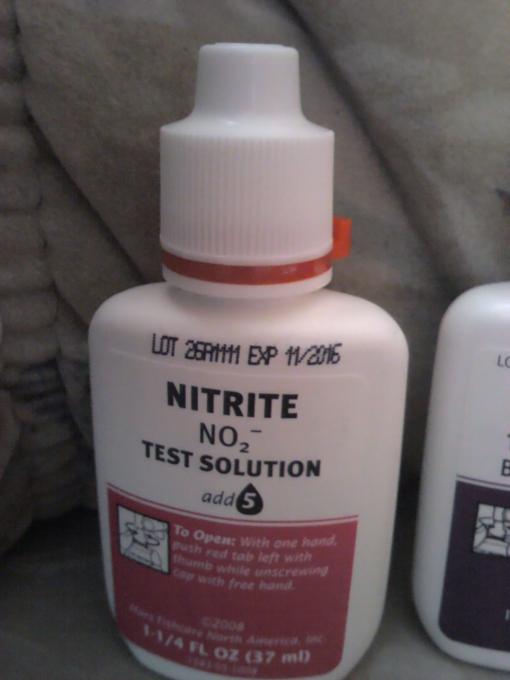 LOT 26R1111 EXP 11/2016
NITRITE
NO₂⁻
TEST SOLUTION
add 5
To Open: With one hand,
push red tab left with
thumb while unscrewing
cap with free hand.
©2008
Mars Fishcare North America, Inc.
1-1/4 FL OZ (37 ml)
LO
B